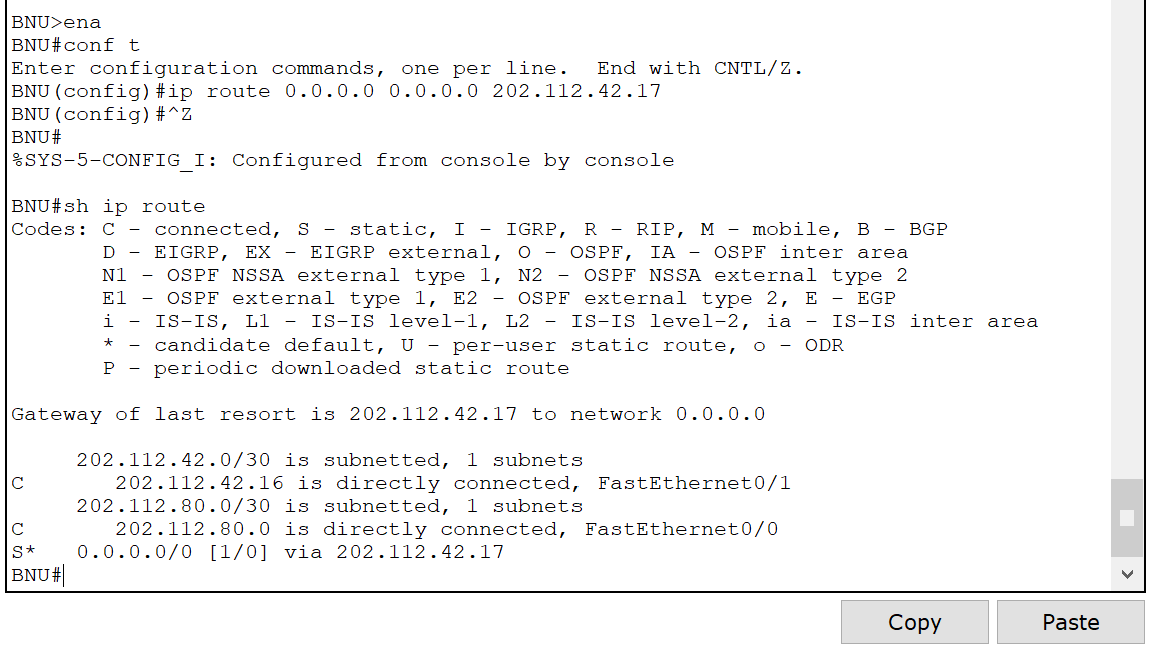 BNU>ena
BNU#conf t
Enter configuration commands, one per line.  End with CNTL/Z.
BNU(config)#ip route 0.0.0.0 0.0.0.0 202.112.42.17
BNU(config)#^Z
BNU#
%SYS-5-CONFIG_I: Configured from console by console
BNU#sh ip route
Codes: C - connected, S - static, I - IGRP, R - RIP, M - mobile, B - BGP
       D - EIGRP, EX - EIGRP external, O - OSPF, IA - OSPF inter area
       N1 - OSPF NSSA external type 1, N2 - OSPF NSSA external type 2
       E1 - OSPF external type 1, E2 - OSPF external type 2, E - EGP
       i - IS-IS, L1 - IS-IS level-1, L2 - IS-IS level-2, ia - IS-IS inter area
       * - candidate default, U - per-user static route, o - ODR
       P - periodic downloaded static route
Gateway of last resort is 202.112.42.17 to network 0.0.0.0
     202.112.42.0/30 is subnetted, 1 subnets
C       202.112.42.16 is directly connected, FastEthernet0/1
     202.112.80.0/30 is subnetted, 1 subnets
C       202.112.80.0 is directly connected, FastEthernet0/0
S*   0.0.0.0/0 [1/0] via 202.112.42.17
BNU#
Copy
Paste